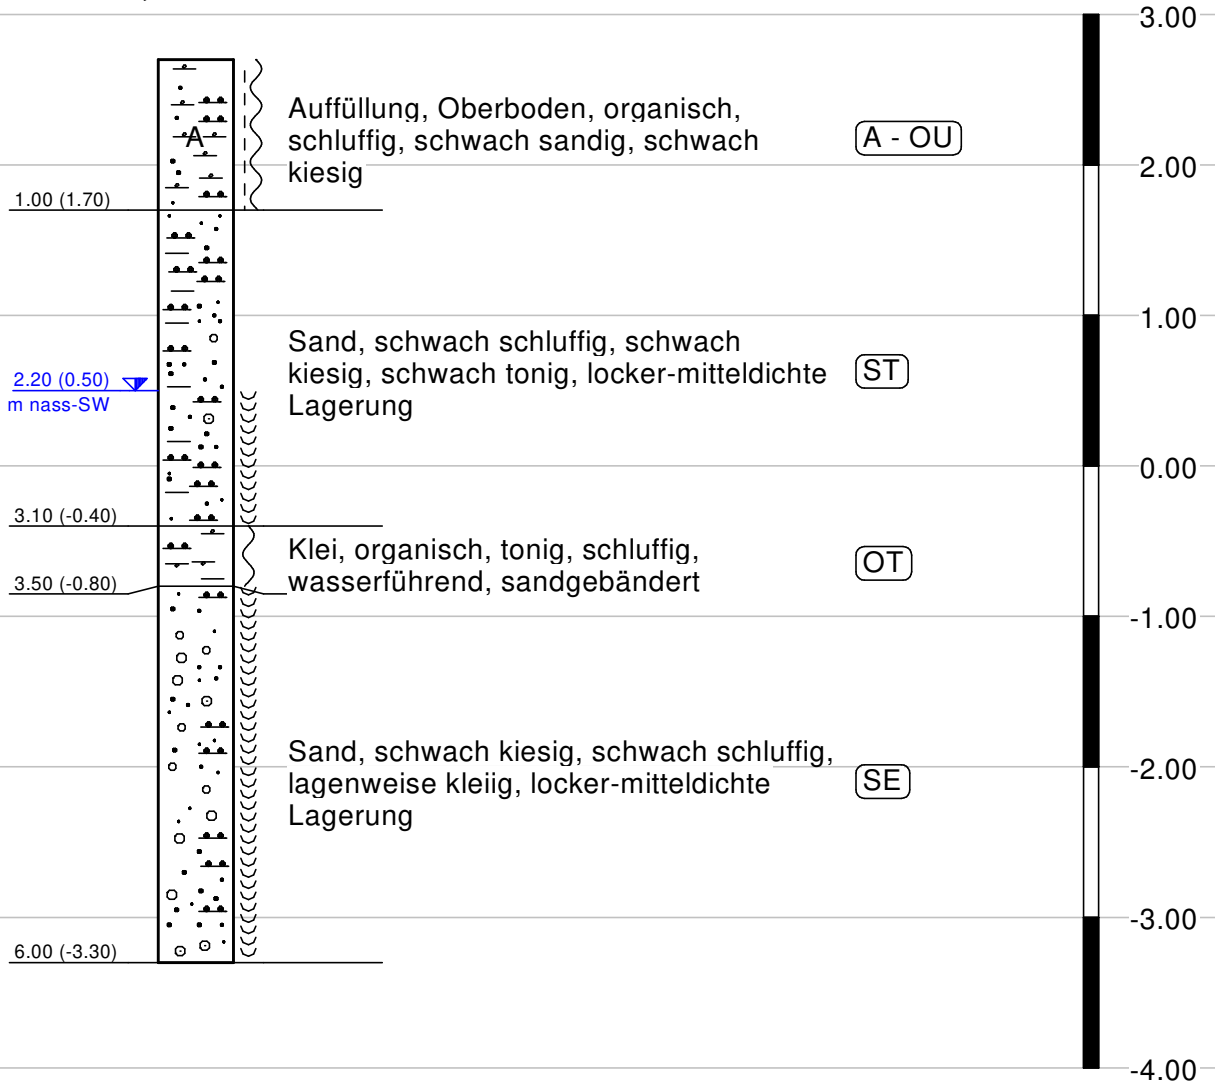 3.00
Auffüllung, Oberboden, organisch,
schluffig, schwach sandig, schwach
kiesig
A
A - OU
2.00
1.00 (1.70)
1.00
Sand, schwach schluffig, schwach
kiesig, schwach tonig, locker-mitteldichte
Lagerung
ST
2.20 (0.50)
m nass-SW
0.00
3.10 (-0.40)
Klei, organisch, tonig, schluffig,
wasserführend, sandgebändert
OT
3.50 (-0.80)
-1.00
Sand, schwach kiesig, schwach schluffig,
lagenweise kleiig, locker-mitteldichte
Lagerung
SE
-2.00
-3.00
6.00 (-3.30)
-4.00